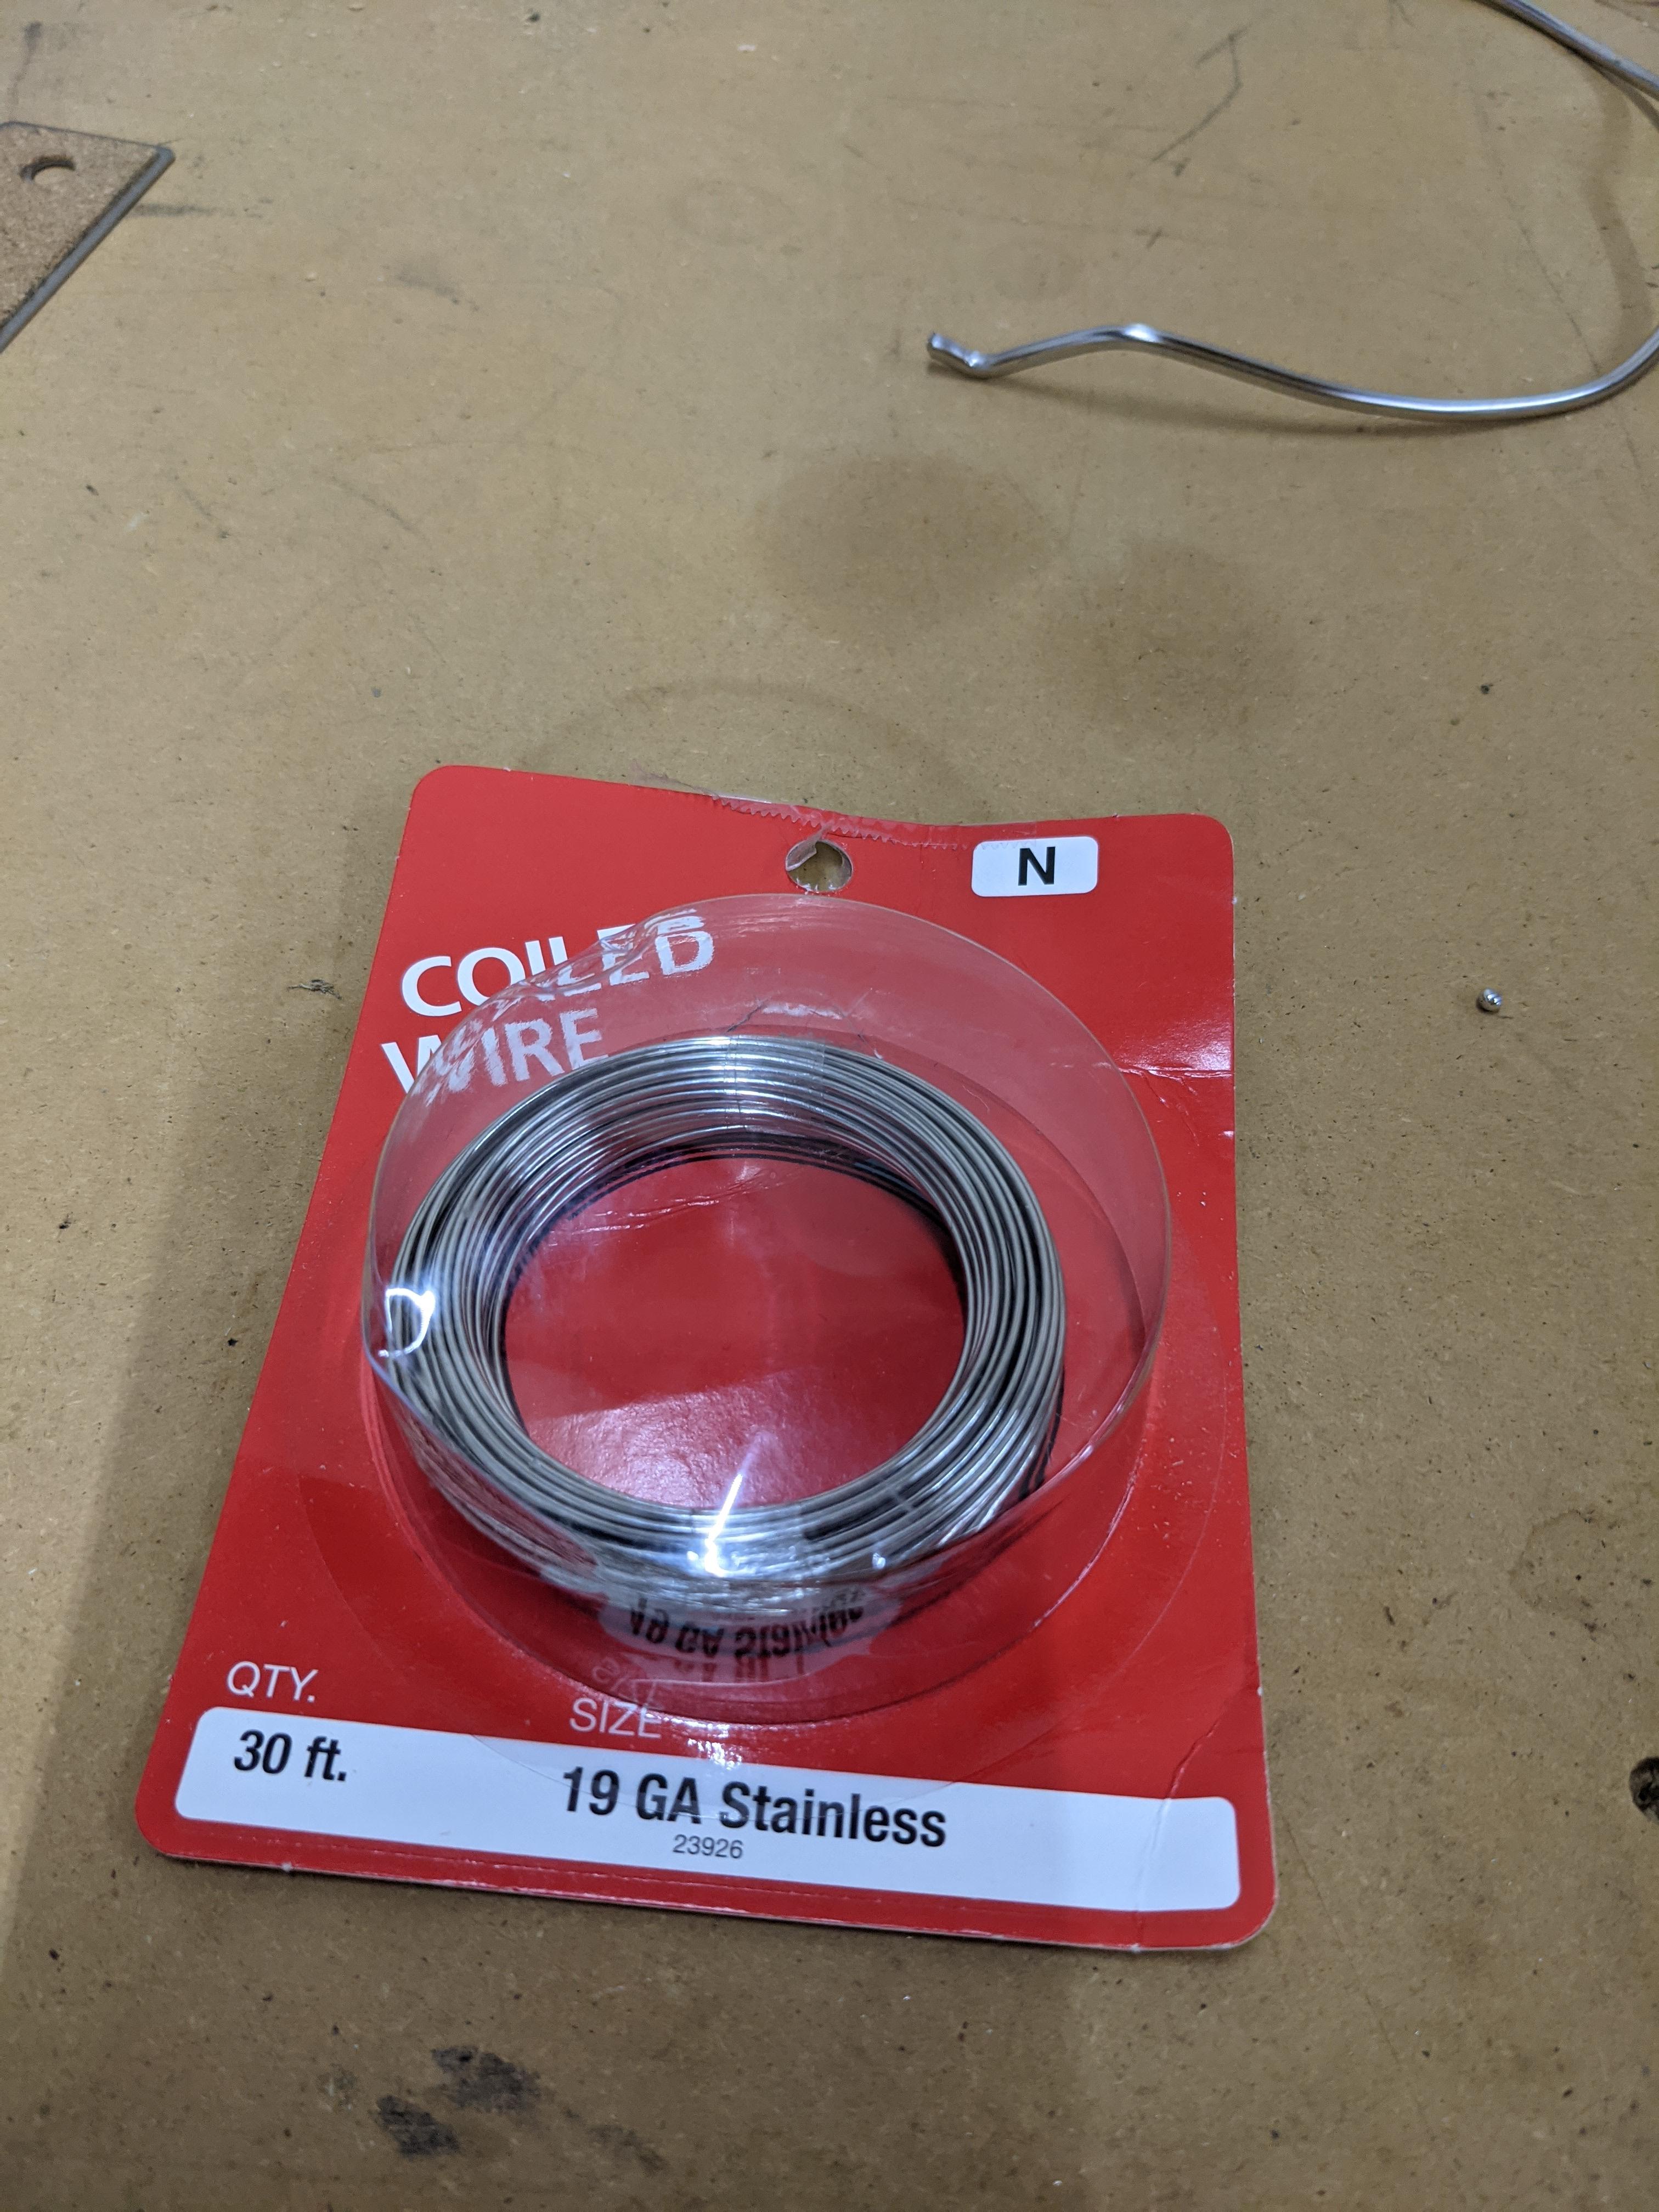 N
COILED
WIRE
QTY.
SIZE
30 ft.
19 GA Stainless
23926